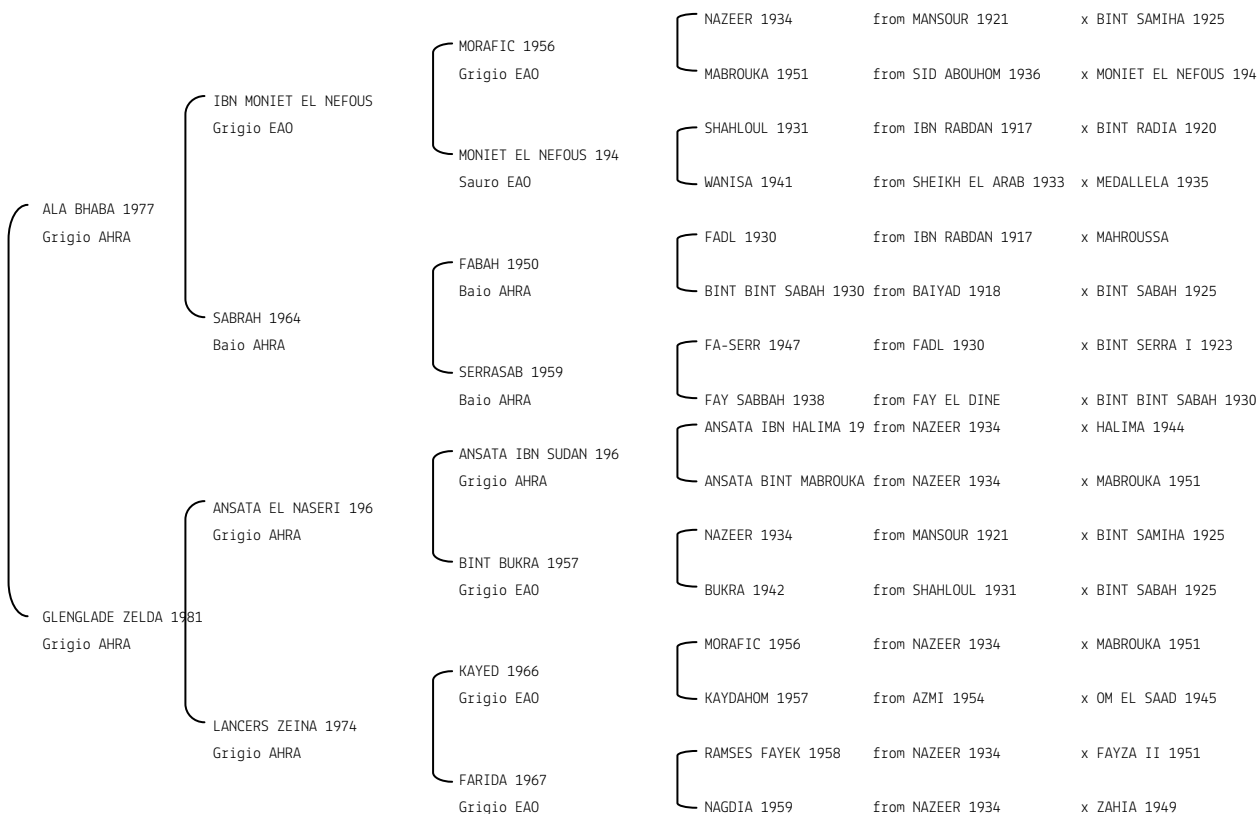 NAZEER 1934 from MANSOUR 1921 x BINT SAMIHA 1925
MORAFIC 1956
Grigio EAO
MABROUKA 1951 from SID ABOUHOM 1936 x MONIET EL NEFOUS 194
IBN MONIET EL NEFOUS
Grigio EAO
SHAHLOUL 1931 from IBN RABDAN 1917 x BINT RADIA 1920
MONIET EL NEFOUS 194
Sauro EAO
WANISA 1941 from SHEIKH EL ARAB 1933 x MEDALLELA 1935
ALA BHABA 1977
Grigio AHRA
FADL 1930 from IBN RABDAN 1917 x MAHROUSSA
FABAH 1950
Baio AHRA
BINT BINT SABAH 1930 from BAIYAD 1918 x BINT SABAH 1925
SABRAH 1964
Baio AHRA
FA-SERR 1947 from FADL 1930 x BINT SERRA I 1923
SERRASAB 1959
Baio AHRA
FAY SABBAH 1938 from FAY EL DINE x BINT BINT SABAH 1930
ANSATA IBN HALIMA 19 from NAZEER 1934 x HALIMA 1944
ANSATA IBN SUDAN 196
Grigio AHRA
ANSATA BINT MABROUKA from NAZEER 1934 x MABROUKA 1951
ANSATA EL NASERI 196
Grigio AHRA
NAZEER 1934 from MANSOUR 1921 x BINT SAMIHA 1925
BINT BUKRA 1957
Grigio EAO
BUKRA 1942 from SHAHLOUL 1931 x BINT SABAH 1925
GLENGLADE ZELDA 1981
Grigio AHRA
MORAFIC 1956 from NAZEER 1934 x MABROUKA 1951
KAYED 1966
Grigio EAO
KAYDAHOM 1957 from AZMI 1954 x OM EL SAAD 1945
LANCERS ZEINA 1974
Grigio AHRA
RAMSES FAYEK 1958 from NAZEER 1934 x FAYZA II 1951
FARIDA 1967
Grigio EAO
NAGDIA 1959 from NAZEER 1934 x ZAHIA 1949